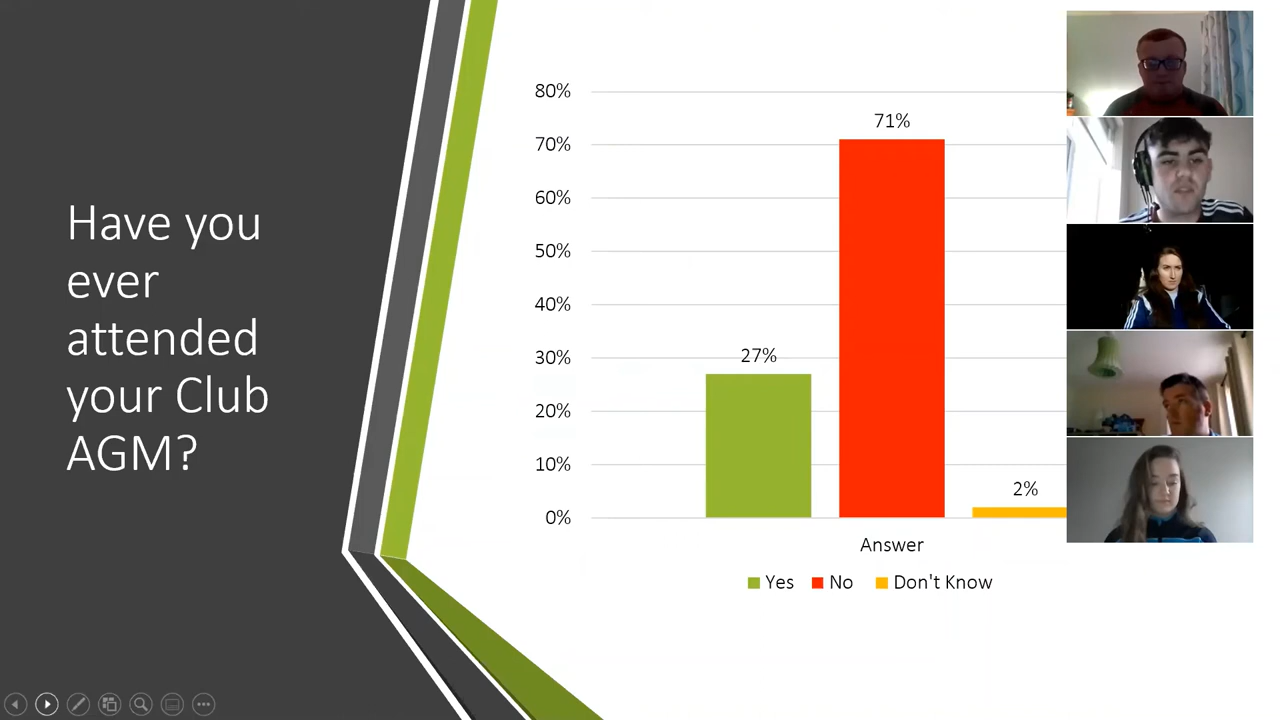 Have you
ever
attended
your Club
AGM?
80%
70%
60%
50%
40%
30%
20%
10%
0%
27%
71%
2%
Answer
Yes No Don't Know